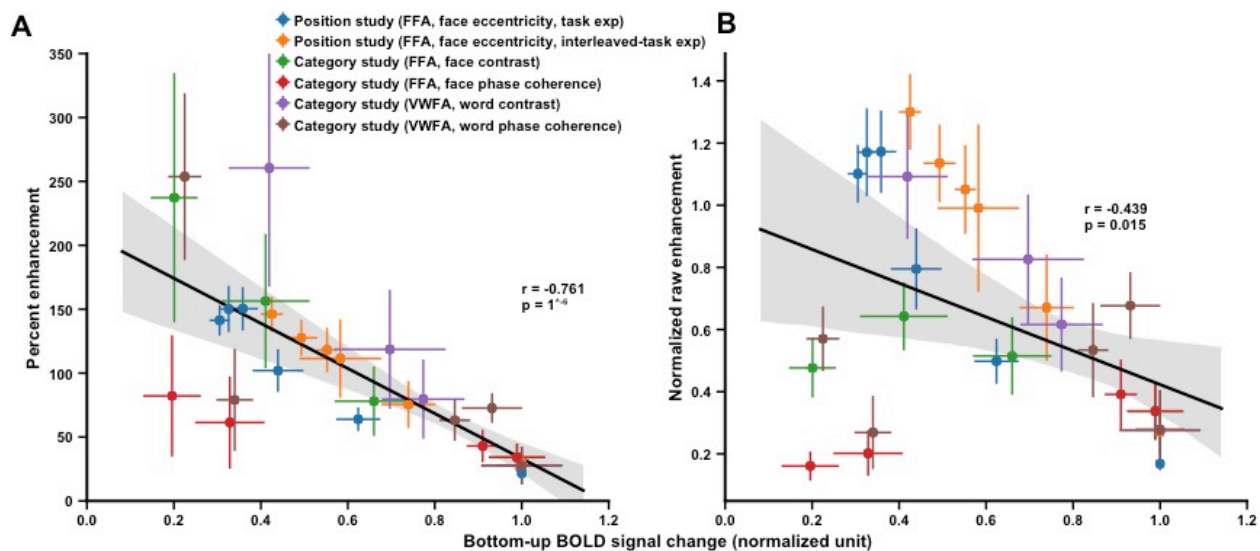 A
Position study (FFA, face eccentricity, task exp)
Position study (FFA, face eccentricity, interleaved-task exp)
Category study (FFA, face contrast)
Category study (FFA, face phase coherence)
Category study (VWFA, word contrast)
Category study (VWFA, word phase coherence)
350
300
250
200
150
100
50
0
Percent enhancement
r = -0.761
p = 1^-6
0.0 0.2 0.4 0.6 0.8 1.0 1.2
B
1.4
1.2
1.0
0.8
0.6
0.4
0.2
Normalized raw enhancement
r = -0.439
p = 0.015
0.0 0.2 0.4 0.6 0.8 1.0 1.2
Bottom-up BOLD signal change (normalized unit)